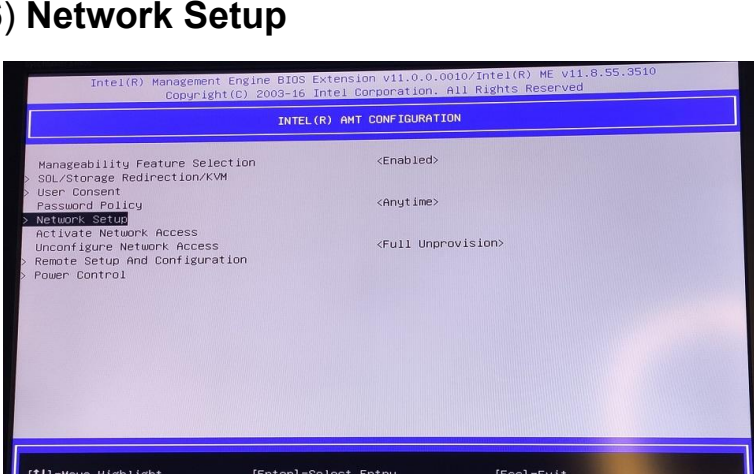 ) Network Setup
Intel(R) Management Engine BIOS Extension v11.0.0.0010/Intel(R) ME v11.8.55.3510
Copyright(C) 2003-16 Intel Corporation. All Rights Reserved
INTEL(R) AMT CONFIGURATION
Manageability Feature Selection <Enabled>
> SOL/Storage Redirection/KVM
> User Consent
Password Policy <Anytime>
> Network Setup
Activate Network Access
Unconfigure Network Access <Full Unprovision>
> Remote Setup And Configuration
> Power Control
[↑↓]=Move Highlight [Enter]=Select Entry [Esc]=Exit